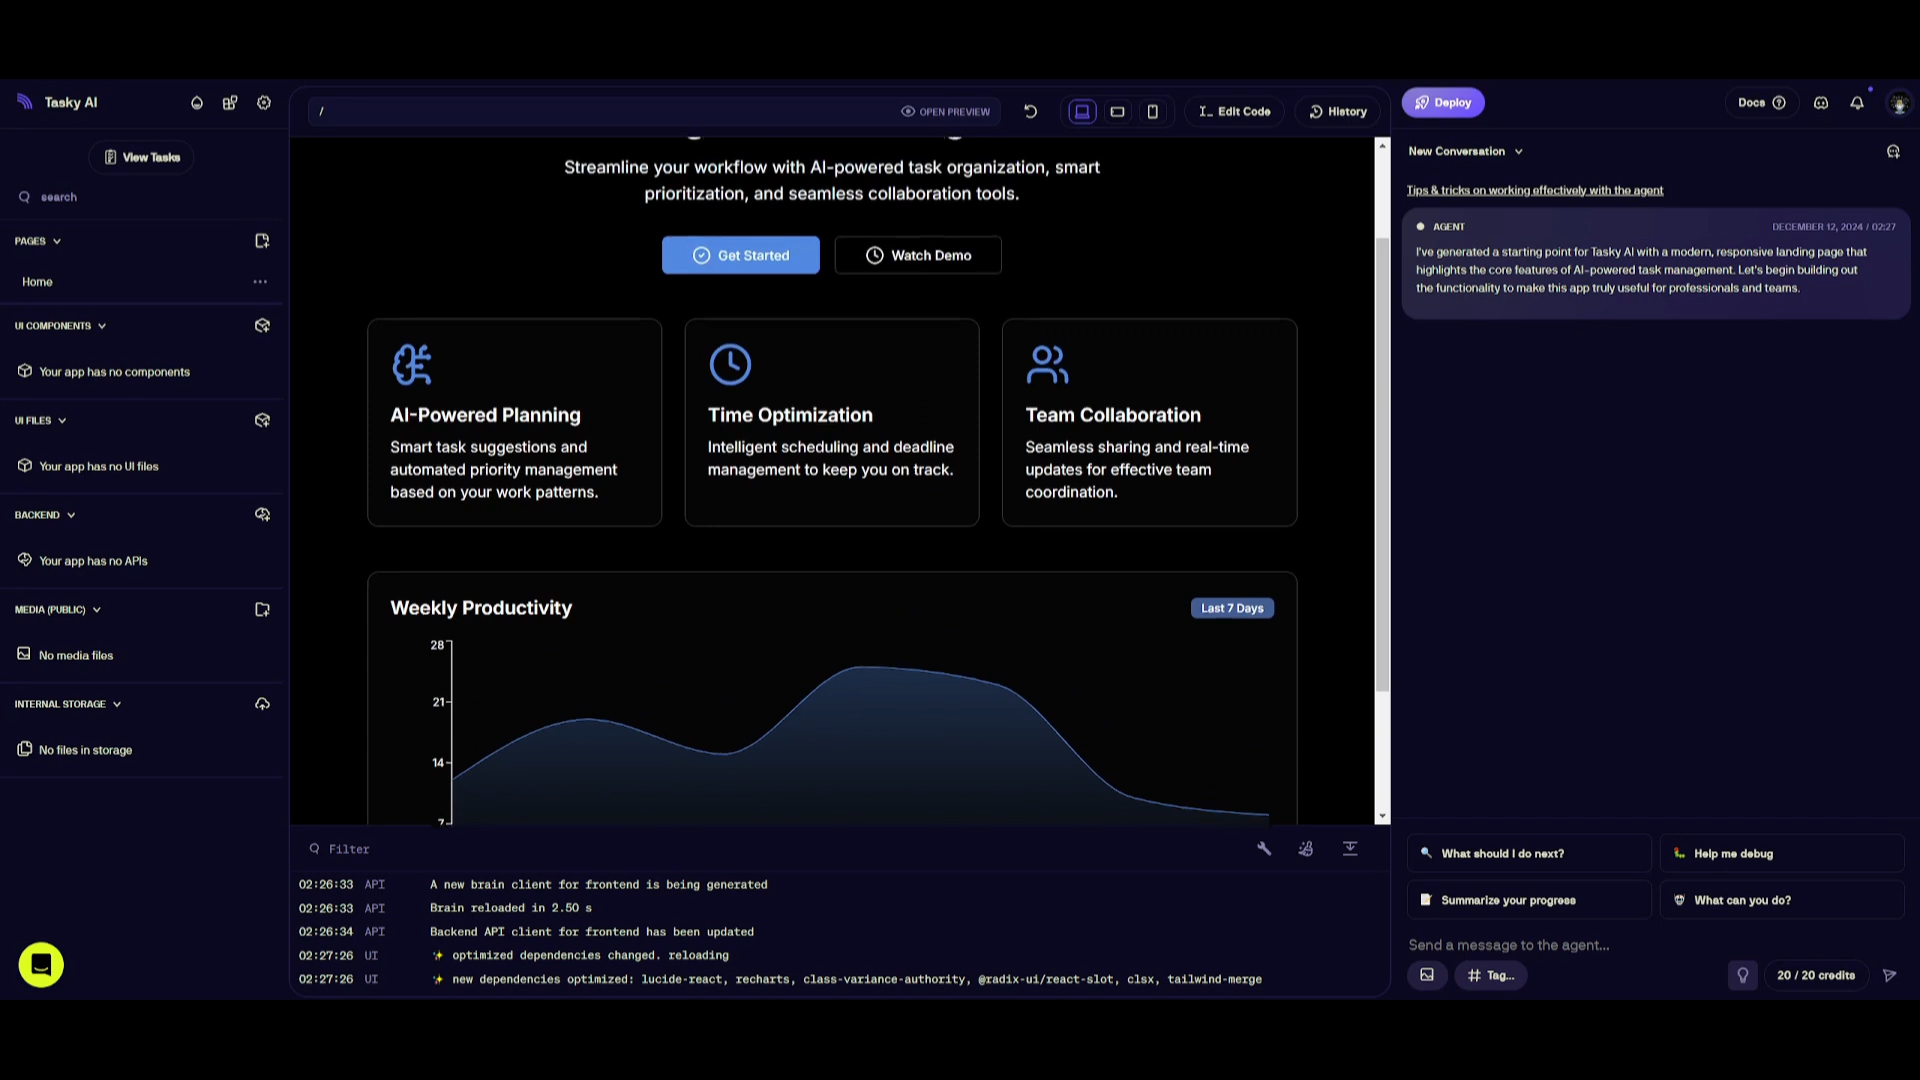 Tasky AI
View Tasks
search
PAGES
Home
UI COMPONENTS
Your app has no components
UI FILES
Your app has no UI files
BACKEND
Your app has no APIs
MEDIA (PUBLIC)
No media files
INTERNAL STORAGE
No files in storage
/
OPEN PREVIEW
Edit Code
History
Streamline your workflow with AI-powered task organization, smart
prioritization, and seamless collaboration tools.
Get Started
Watch Demo
AI-Powered Planning
Smart task suggestions and
automated priority management
based on your work patterns.
Time Optimization
Intelligent scheduling and deadline
management to keep you on track.
Team Collaboration
Seamless sharing and real-time
updates for effective team
coordination.
Weekly Productivity
Last 7 Days
28
21
14
7
Filter
02:26:33 API A new brain client for frontend is being generated
02:26:33 API Brain reloaded in 2.50 s
02:26:34 API Backend API client for frontend has been updated
02:27:26 UI ✨ optimized dependencies changed. reloading
02:27:26 UI ✨ new dependencies optimized: lucide-react, recharts, class-variance-authority, @radix-ui/react-slot, clsx, tailwind-merge
Deploy
Docs
New Conversation
Tips & tricks on working effectively with the agent
AGENT
DECEMBER 12, 2024 / 02:27
I've generated a starting point for Tasky AI with a modern, responsive landing page that
highlights the core features of AI-powered task management. Let's begin building out
the functionality to make this app truly useful for professionals and teams.
What should I do next?
Help me debug
Summarize your progress
What can you do?
Send a message to the agent...
# Tag...
20 / 20 credits